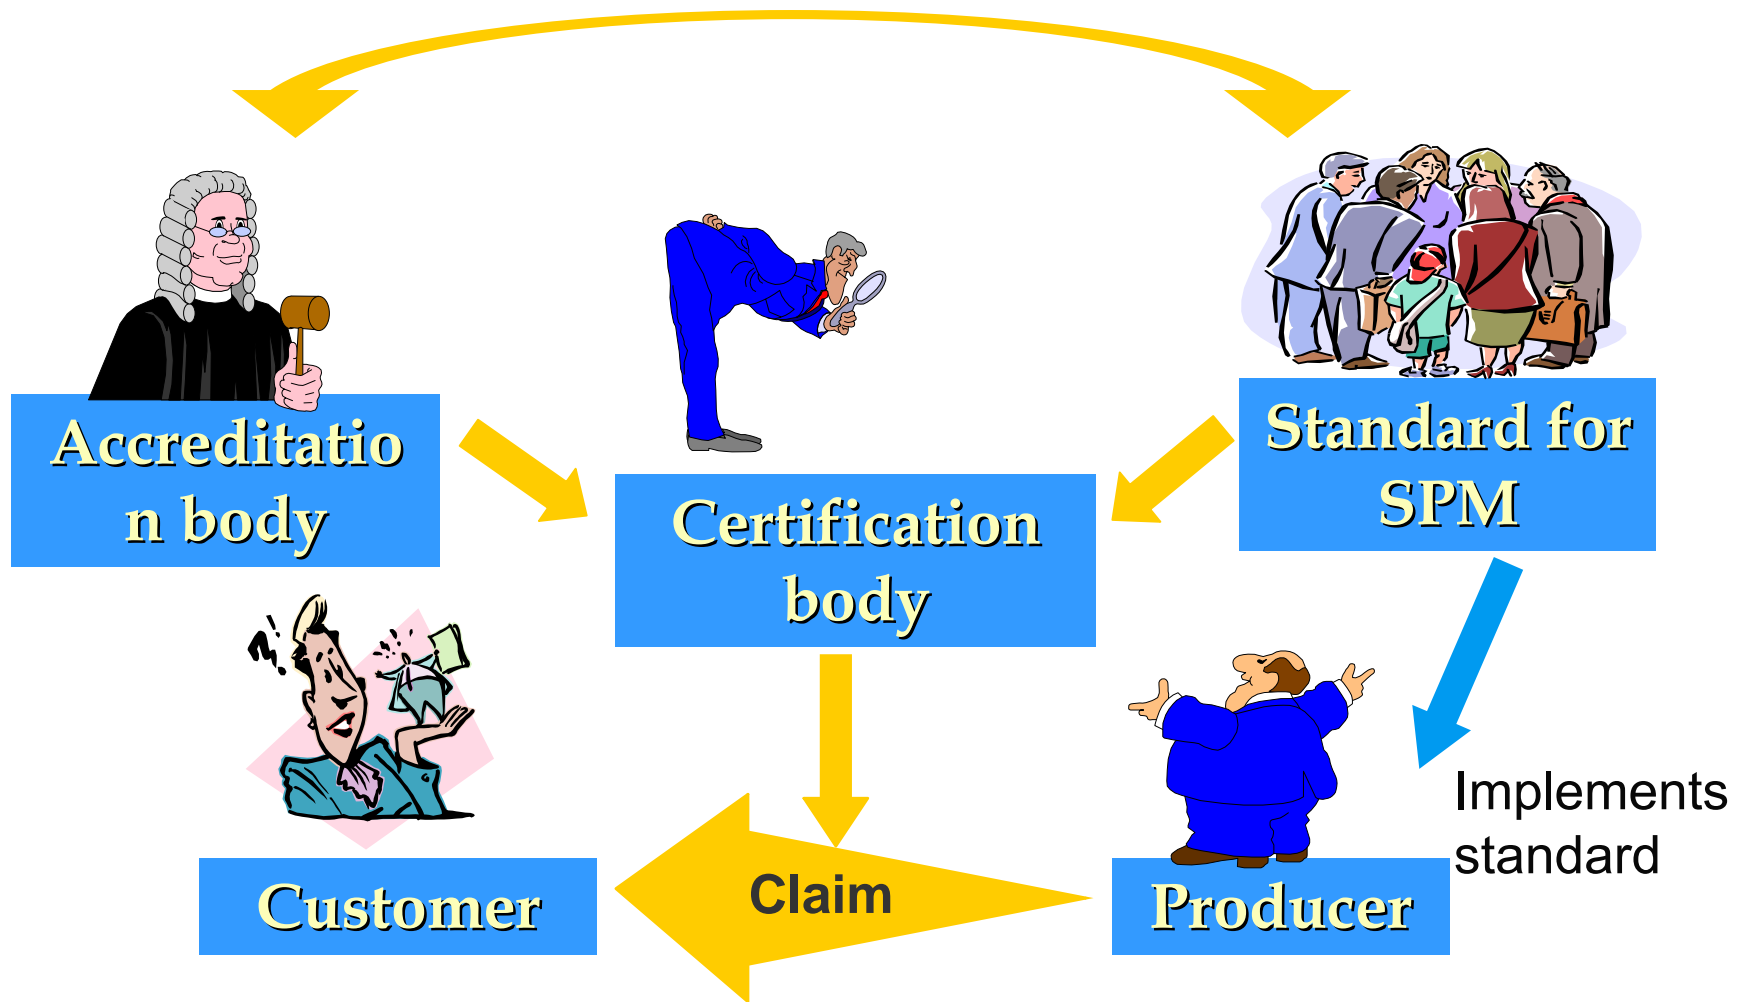 Accreditatio
n body
Standard for
SPM
Certification
body
Implements
standard
Customer
Claim
Producer